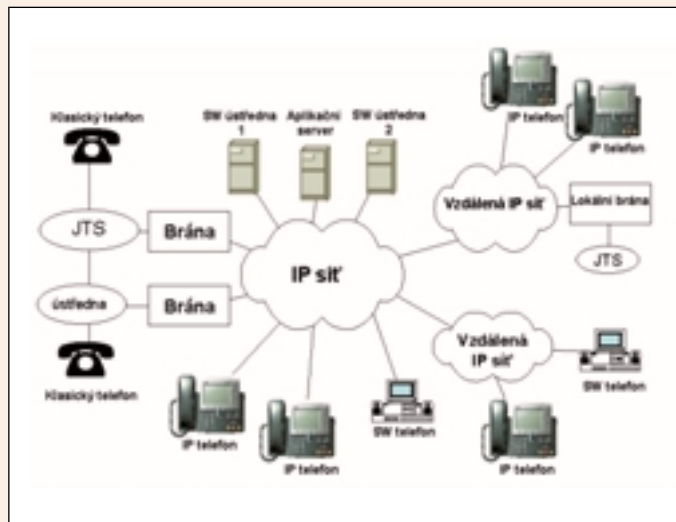 Klasický telefon
SW ústředna
1
Aplikační
server
SW ústředna
2
IP telefon
IP telefon
Vzdálená IP síť
Lokální brána
JTS
JTS
Brána
IP síť
ústředna
Brána
Klasický telefon
Vzdálená
IP síť
SW telefon
IP telefon
IP telefon
SW telefon
IP telefon